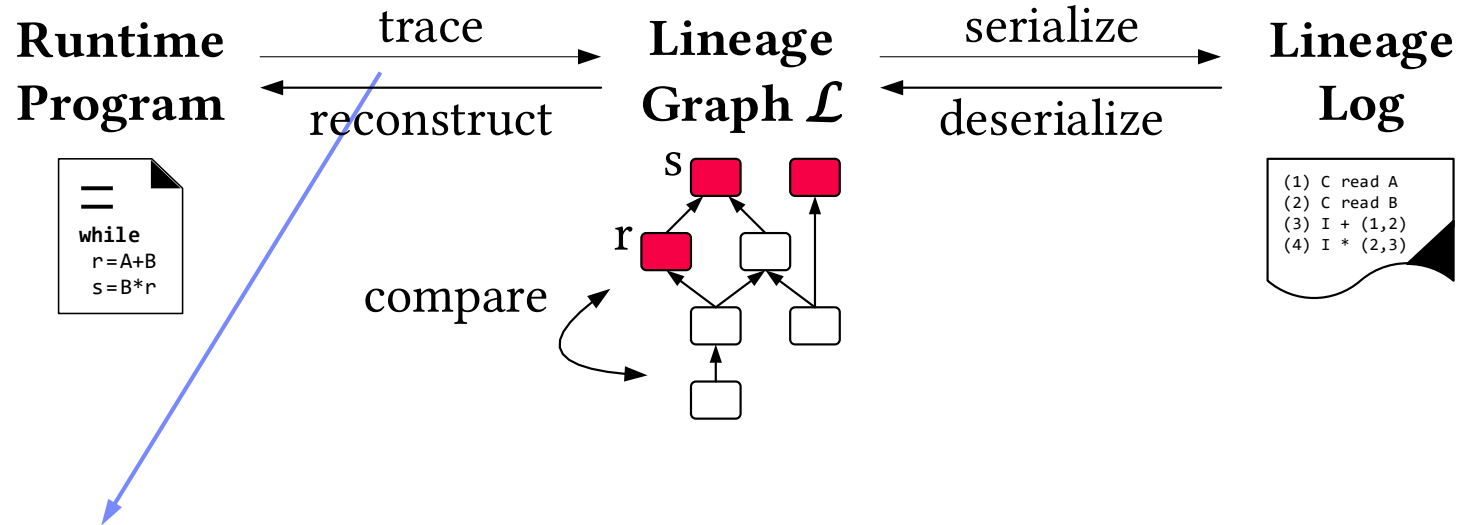 Runtime
Program
trace
reconstruct
Lineage
Graph ℒ
serialize
deserialize
Lineage
Log
while
r=A+B
s=B*r
s
r
compare
(1) C read A
(2) C read B
(3) I + (1,2)
(4) I * (2,3)